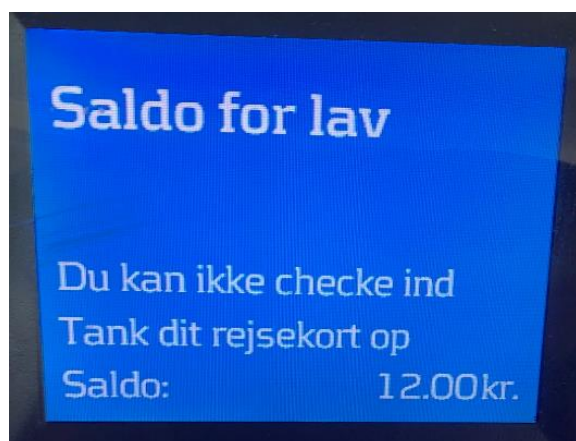 Saldo for lav
Du kan ikke checke ind
Tank dit rejsekort op
Saldo: 12.00kr.